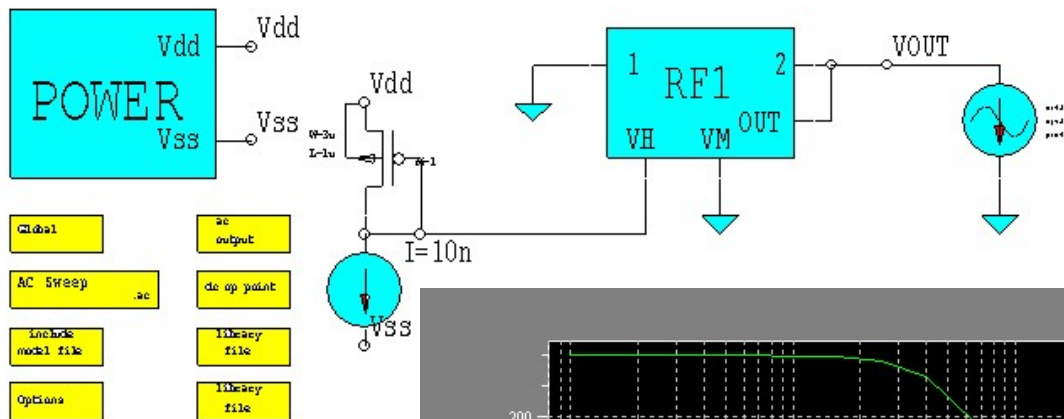 POWER
Vdd
Vss
Vdd
Vss
Vdd
W=3u
L=1u
I=10n
Vss
1
2
RF1
OUT
VH
VM
VOUT
Global
ac
output
AC Sweep
.ac
dc op point
include
model file
library
file
Options
library
file
200